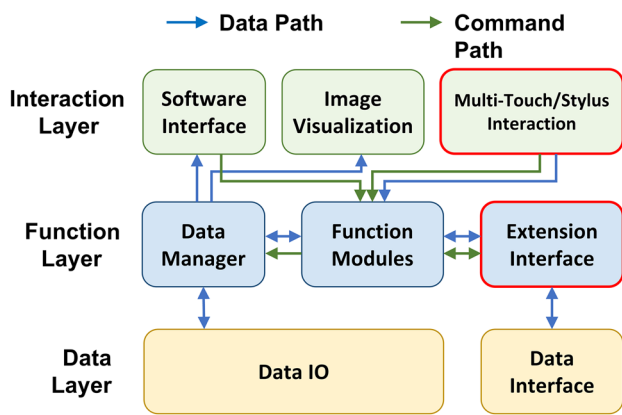 Data Path
Command
Path
Interaction
Layer
Software
Interface
Image
Visualization
Multi-Touch/Stylus
Interaction
Function
Layer
Data
Manager
Function
Modules
Extension
Interface
Data
Layer
Data IO
Data
Interface